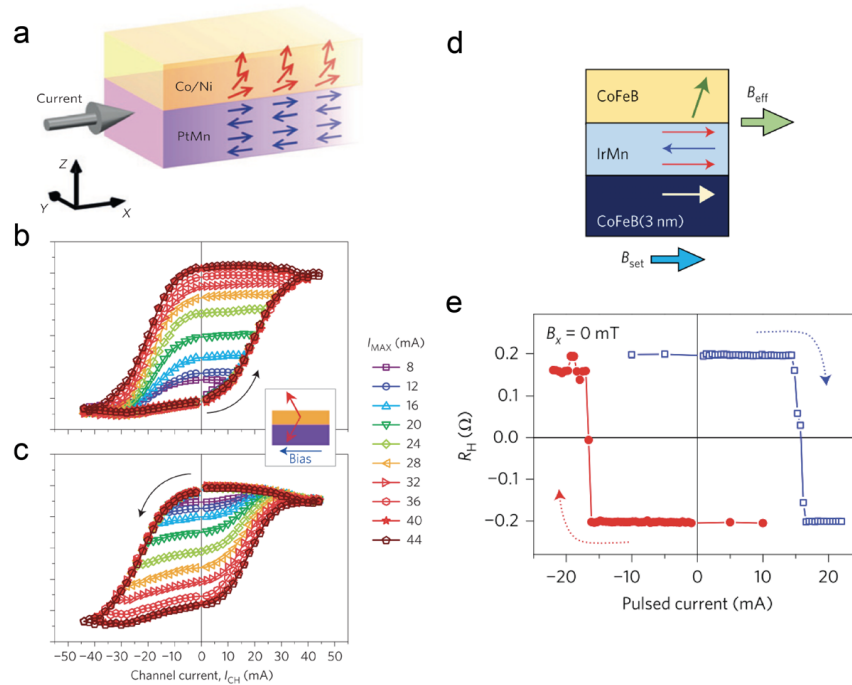 a
Co/Ni
Current
PtMn
Z
Y
X
b
I_MAX (mA)
8
12
16
20
24
28
32
36
40
44
Bias
c
−50 −40 −30 −20 −10 0 10 20 30 40 50
Channel current, I_CH (mA)
d
CoFeB
B_eff
IrMn
CoFeB(3 nm)
B_set
e
B_x = 0 mT
R_H (Ω)
0.2
0.1
0.0
−0.1
−0.2
−20 −10 0 10 20
Pulsed current (mA)